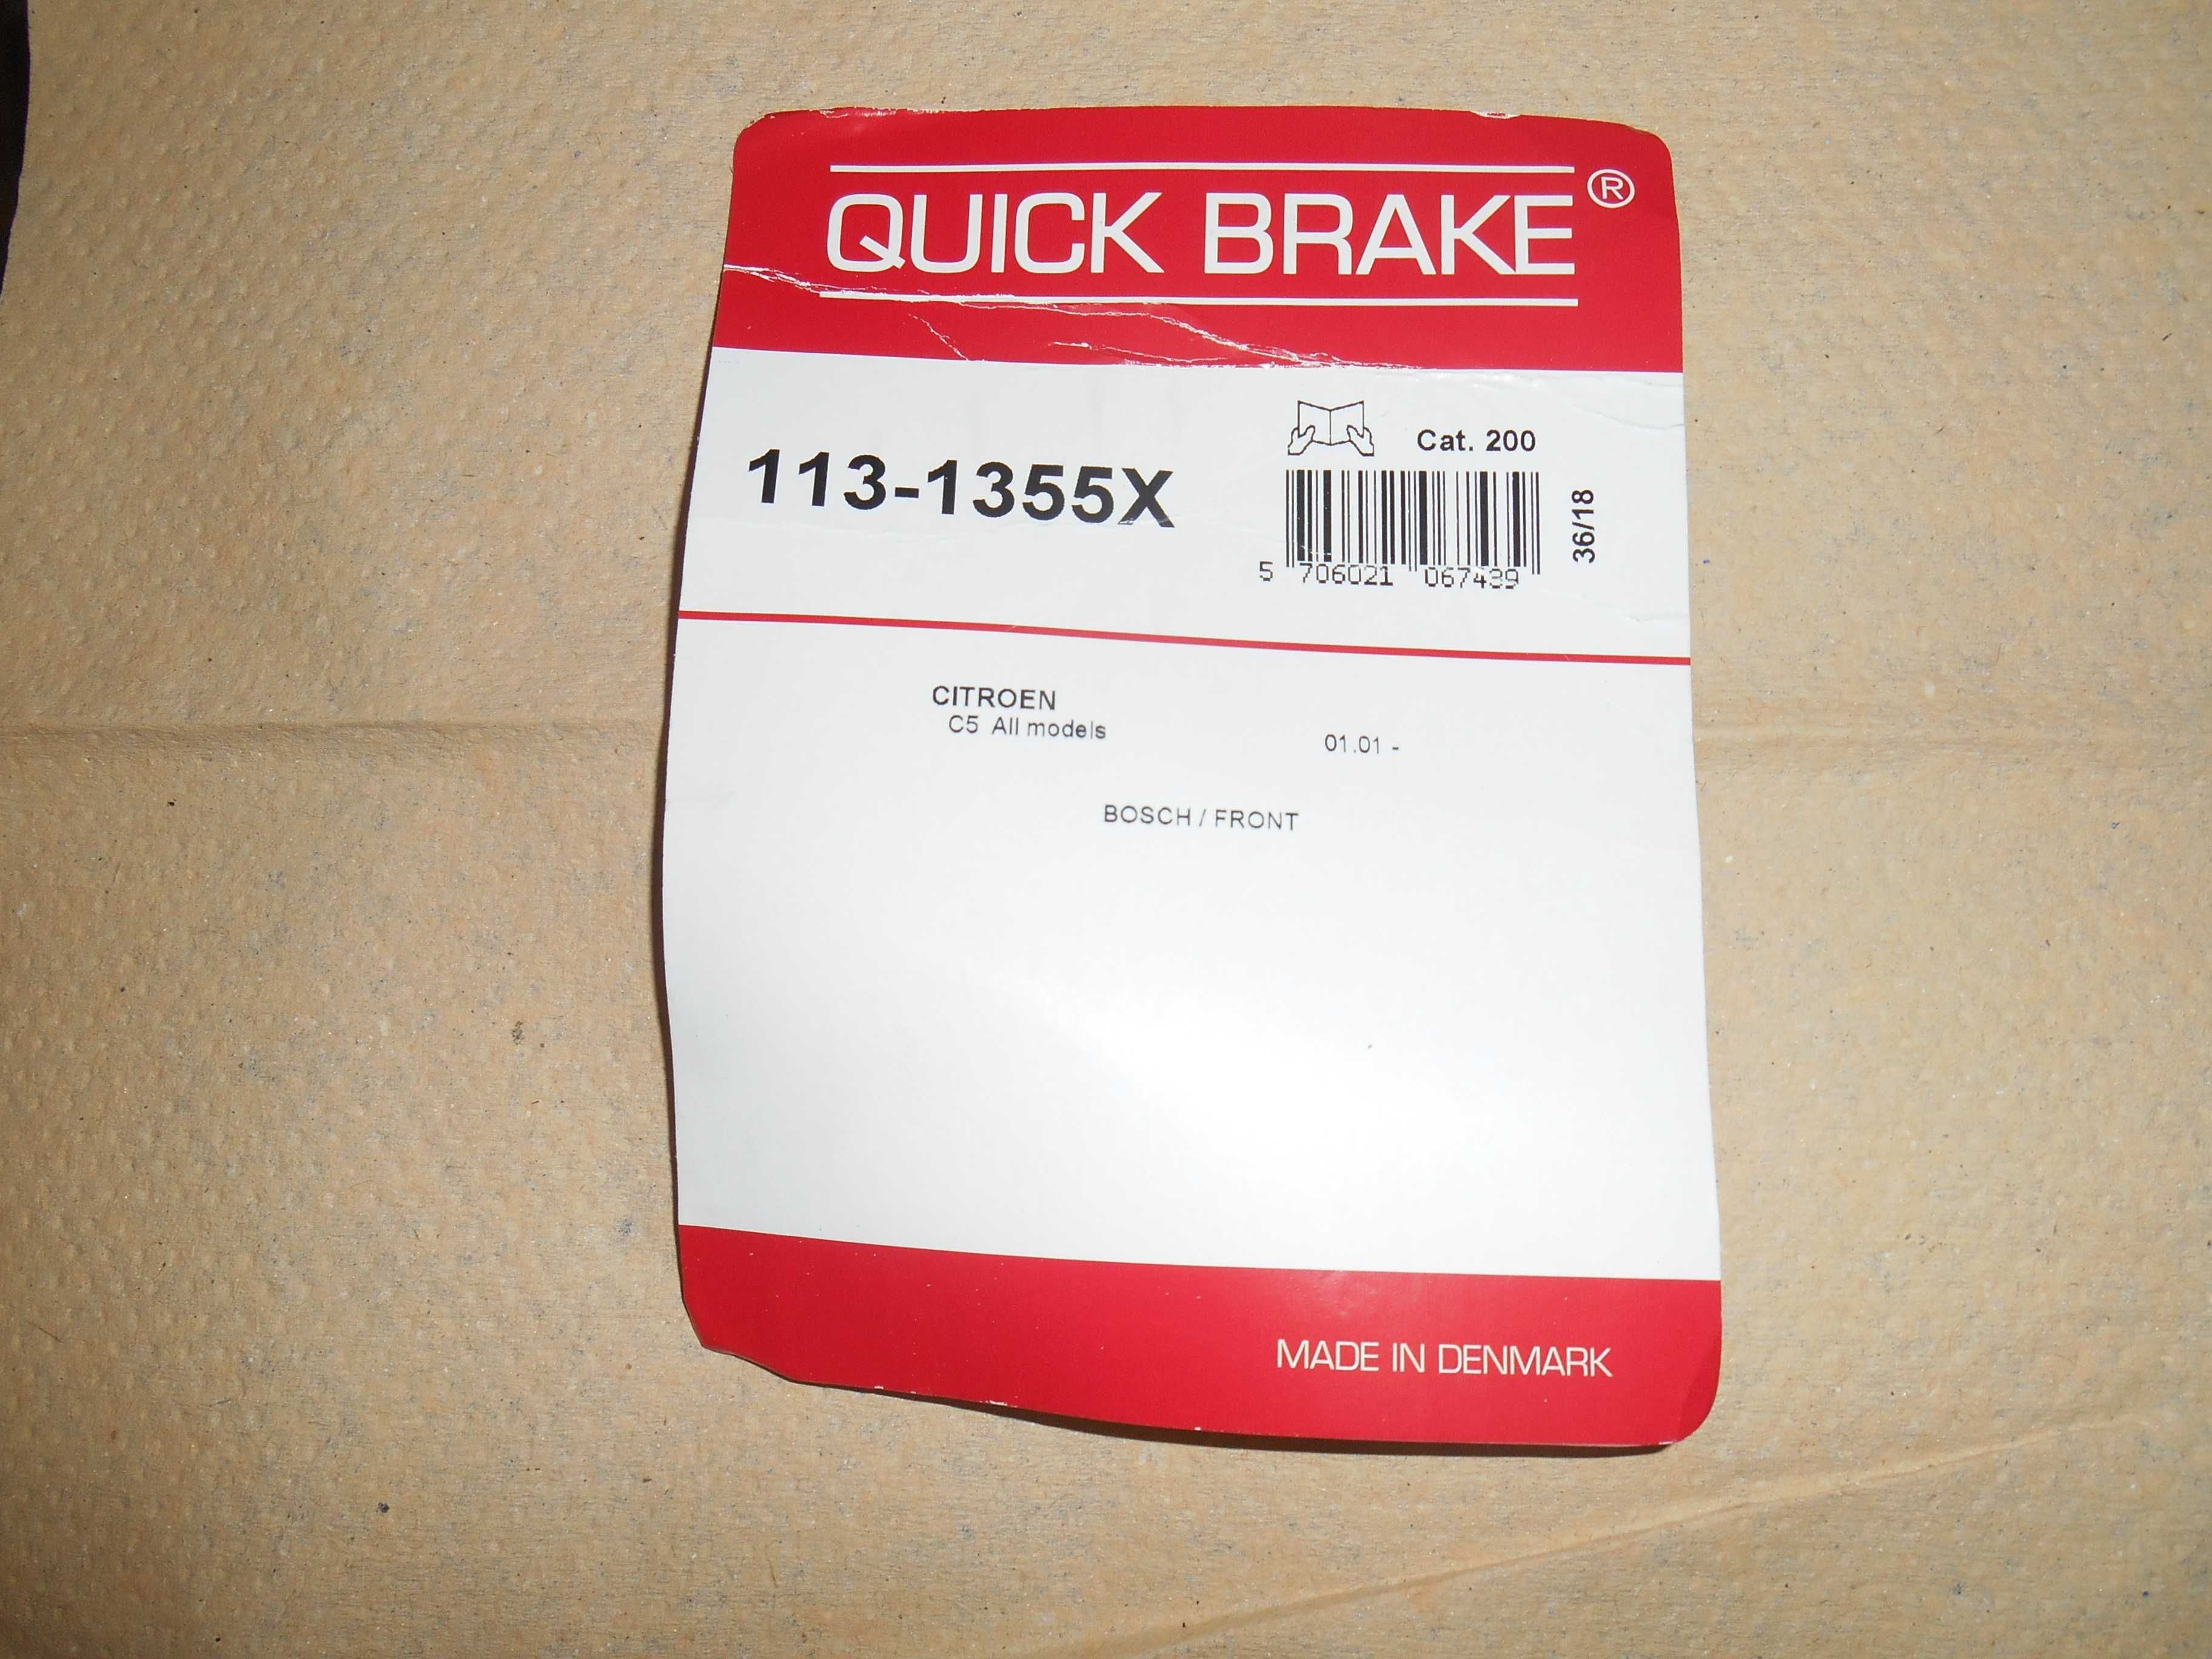 QUICK BRAKE®
Cat. 200
113-1355X
36/18
5 706021 067439
CITROEN
C5 All models 01.01 -
BOSCH / FRONT
MADE IN DENMARK